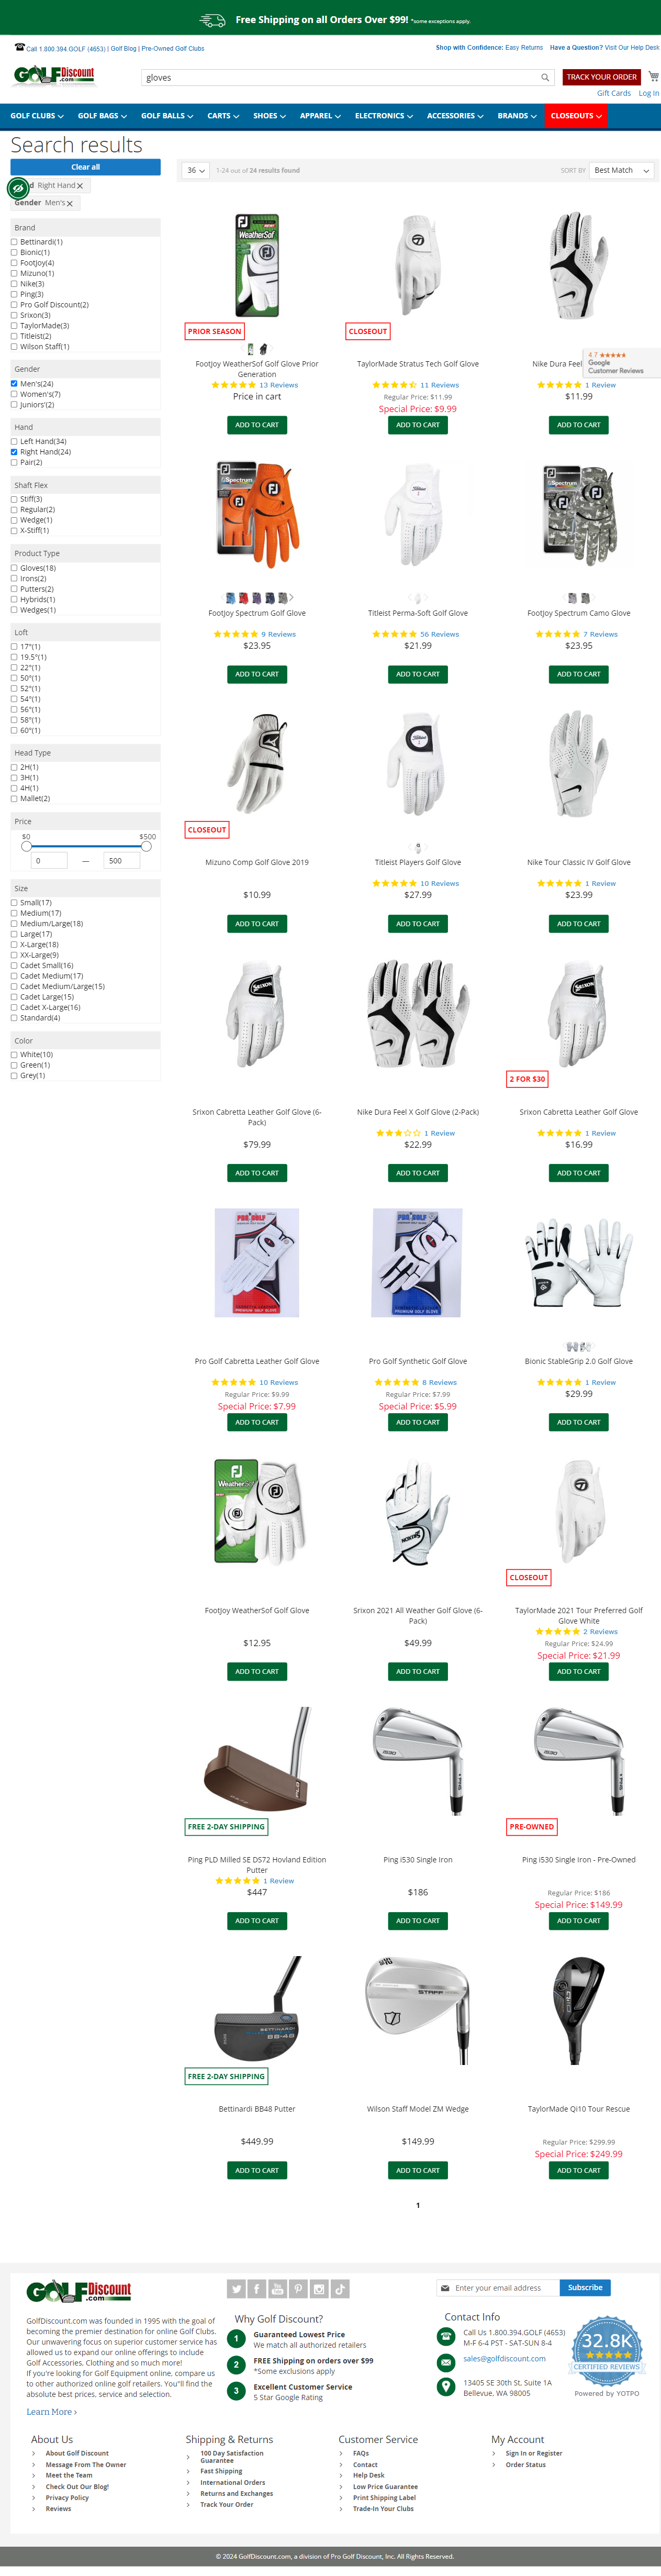 Free Shipping on all Orders Over $99! *some exceptions apply.
Call 1.800.394.GOLF (4653) | Golf Blog | Pre-Owned Golf Clubs
Shop with Confidence: Easy Returns Have a Question? Visit Our Help Desk
GOLF Discount .com
gloves
TRACK YOUR ORDER
Gift Cards Log In
GOLF CLUBS GOLF BAGS GOLF BALLS CARTS SHOES APPAREL ELECTRONICS ACCESSORIES BRANDS CLOSEOUTS
Search results
Clear all
Right Hand
Gender Men's
Brand
Bettinardi(1)
Bionic(1)
FootJoy(4)
Mizuno(1)
Nike(3)
Ping(3)
Pro Golf Discount(2)
Srixon(3)
TaylorMade(3)
Titleist(2)
Wilson Staff(1)
Gender
Men's(24)
Women's(7)
Juniors'(2)
Hand
Left Hand(34)
Right Hand(24)
Pair(2)
Shaft Flex
Stiff(3)
Regular(2)
Wedge(1)
X-Stiff(1)
Product Type
Gloves(18)
Irons(2)
Putters(2)
Hybrids(1)
Wedges(1)
Loft
17°(1)
19.5°(1)
22°(1)
50°(1)
52°(1)
54°(1)
56°(1)
58°(1)
60°(1)
Head Type
2H(1)
3H(1)
4H(1)
Mallet(2)
Price
$0 $500
0 — 500
Size
Small(17)
Medium(17)
Medium/Large(18)
Large(17)
X-Large(18)
XX-Large(9)
Cadet Small(16)
Cadet Medium(17)
Cadet Medium/Large(15)
Cadet Large(15)
Cadet X-Large(16)
Standard(4)
Color
White(10)
Green(1)
Grey(1)
36 1-24 out of 24 results found SORT BY Best Match
PRIOR SEASON CLOSEOUT
4.7
Google
Customer Reviews
FootJoy WeatherSof Golf Glove Prior Generation
13 Reviews
Price in cart
ADD TO CART
TaylorMade Stratus Tech Golf Glove
11 Reviews
Regular Price: $11.99
Special Price: $9.99
ADD TO CART
Nike Dura Feel
1 Review
$11.99
ADD TO CART
FootJoy Spectrum Golf Glove
9 Reviews
$23.95
ADD TO CART
Titleist Perma-Soft Golf Glove
56 Reviews
$21.99
ADD TO CART
FootJoy Spectrum Camo Glove
7 Reviews
$23.95
ADD TO CART
CLOSEOUT
Mizuno Comp Golf Glove 2019
$10.99
ADD TO CART
Titleist Players Golf Glove
10 Reviews
$27.99
ADD TO CART
Nike Tour Classic IV Golf Glove
1 Review
$23.99
ADD TO CART
Srixon Cabretta Leather Golf Glove (6-Pack)
$79.99
ADD TO CART
Nike Dura Feel X Golf Glove (2-Pack)
1 Review
$22.99
ADD TO CART
2 FOR $30
Srixon Cabretta Leather Golf Glove
1 Review
$16.99
ADD TO CART
Pro Golf Cabretta Leather Golf Glove
10 Reviews
Regular Price: $9.99
Special Price: $7.99
ADD TO CART
Pro Golf Synthetic Golf Glove
8 Reviews
Regular Price: $7.99
Special Price: $5.99
ADD TO CART
Bionic StableGrip 2.0 Golf Glove
1 Review
$29.99
ADD TO CART
FootJoy WeatherSof Golf Glove
$12.95
ADD TO CART
Srixon 2021 All Weather Golf Glove (6-Pack)
$49.99
ADD TO CART
CLOSEOUT
TaylorMade 2021 Tour Preferred Golf Glove White
2 Reviews
Regular Price: $24.99
Special Price: $21.99
ADD TO CART
FREE 2-DAY SHIPPING
Ping PLD Milled SE DS72 Hovland Edition Putter
1 Review
$447
ADD TO CART
Ping i530 Single Iron
$186
ADD TO CART
PRE-OWNED
Ping i530 Single Iron - Pre-Owned
Regular Price: $186
Special Price: $149.99
ADD TO CART
FREE 2-DAY SHIPPING
Bettinardi BB48 Putter
$449.99
ADD TO CART
Wilson Staff Model ZM Wedge
$149.99
ADD TO CART
TaylorMade Qi10 Tour Rescue
Regular Price: $299.99
Special Price: $249.99
ADD TO CART
1
GOLF Discount .com
GolfDiscount.com was founded in 1995 with the goal of
becoming the premier destination for online Golf Clubs.
Our unwavering focus on superior customer service has
allowed us to expand our online offerings to include
Golf Accessories, Clothing and so much more!
If you're looking for Golf Equipment online, compare us
to other authorized online golf retailers. You"ll find the
absolute best prices, service and selection.
Learn More ›
Why Golf Discount?
1 Guaranteed Lowest Price
We match all authorized retailers
2 FREE Shipping on orders over $99
*Some exclusions apply
3 Excellent Customer Service
5 Star Google Rating
Enter your email address Subscribe
Contact Info
Call Us 1.800.394.GOLF (4653)
M-F 6-4 PST - SAT-SUN 8-4
sales@golfdiscount.com
13405 SE 30th St, Suite 1A
Bellevue, WA 98005
32.8K
CERTIFIED REVIEWS
Powered by YOTPO
About Us
About Golf Discount
Message From The Owner
Meet the Team
Check Out Our Blog!
Privacy Policy
Reviews
Shipping & Returns
100 Day Satisfaction Guarantee
Fast Shipping
International Orders
Returns and Exchanges
Track Your Order
Customer Service
FAQs
Contact
Help Desk
Low Price Guarantee
Print Shipping Label
Trade-In Your Clubs
My Account
Sign In or Register
Order Status
© 2024 GolfDiscount.com, a division of Pro Golf Discount, Inc. All Rights Reserved.